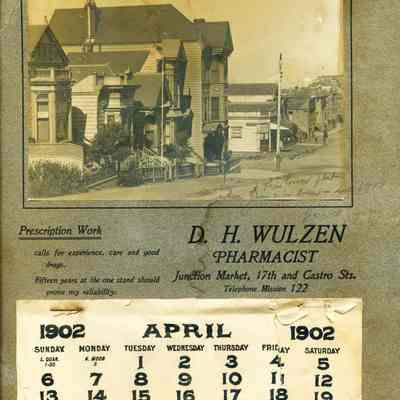 Prescription Work
calls for experience, care and good
drugs.
Fifteen years at the one stand should
prove my reliability.
D. H. WULZEN
PHARMACIST
Junction Market, 17th and Castro Sts.
Telephone Mission 122
1902 APRIL 1902
SUNDAY MONDAY TUESDAY WEDNESDAY THURSDAY FRIDAY SATURDAY
1 2 3 4 5
6 7 8 9 10 11 12
13 14 15 16 17 18 19